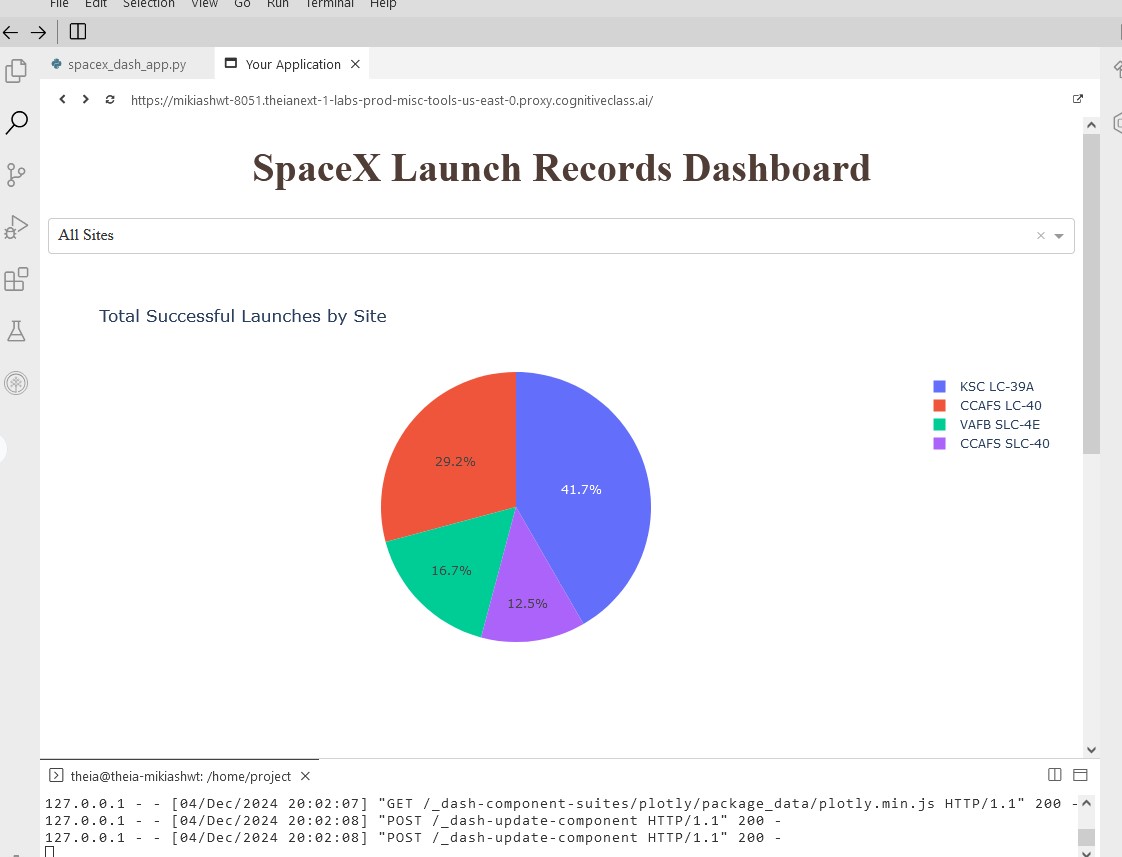 File Edit Selection View Go Run Terminal Help
spacex_dash_app.py Your Application
https://mikiashwt-8051.theianext-1-labs-prod-misc-tools-us-east-0.proxy.cognitiveclass.ai/
SpaceX Launch Records Dashboard
All Sites
Total Successful Launches by Site
KSC LC-39A
CCAFS LC-40
VAFB SLC-4E
CCAFS SLC-40
29.2%
41.7%
16.7%
12.5%
theia@theia-mikiashwt: /home/project
127.0.0.1 - - [04/Dec/2024 20:02:07] "GET /_dash-component-suites/plotly/package_data/plotly.min.js HTTP/1.1" 200 -
127.0.0.1 - - [04/Dec/2024 20:02:08] "POST /_dash-update-component HTTP/1.1" 200 -
127.0.0.1 - - [04/Dec/2024 20:02:08] "POST /_dash-update-component HTTP/1.1" 200 -